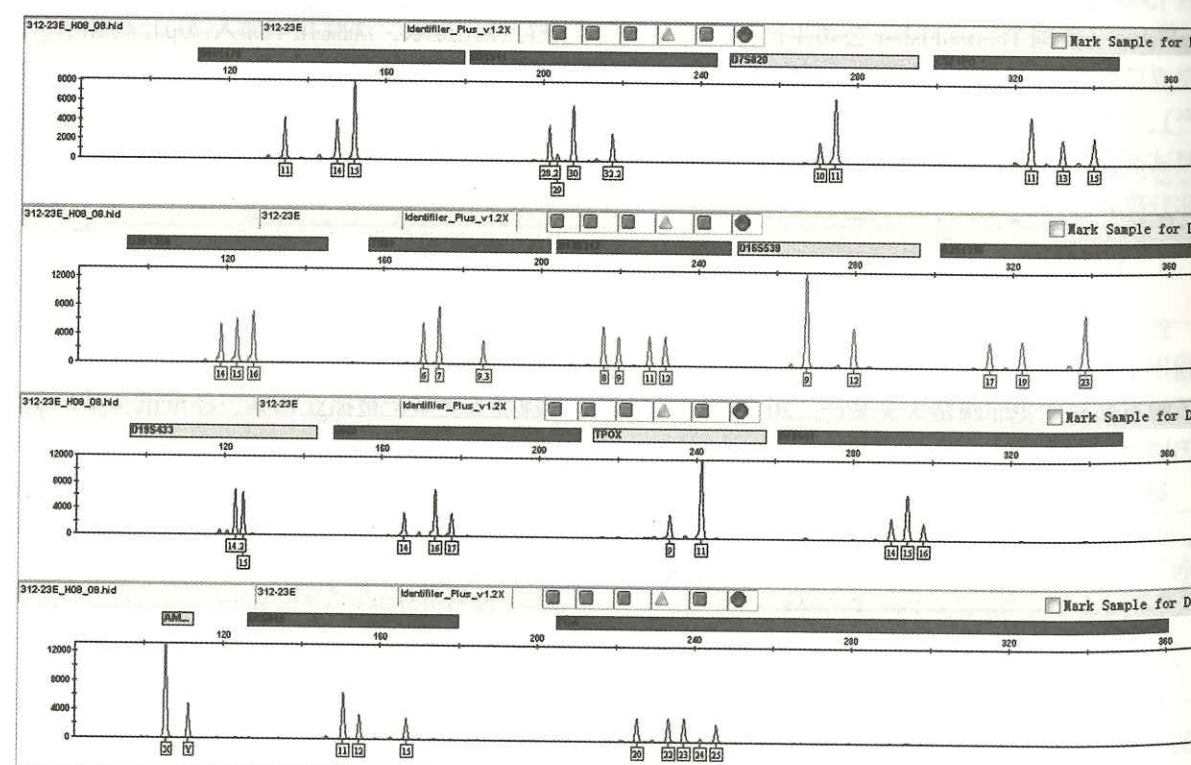 312-23E_H08_08.hid 312-23E Identifiler_Plus_v1.2X Mark Sample for D
D7S820
120 200 280 360
8000
6000
4000
2000
0
11 14 15 28.2 30 32.2 10 11 11 13 15
29
312-23E_H08_08.hid 312-23E Identifiler_Plus_v1.2X Mark Sample for D
D16S539
120 200 280 360
12000
8000
4000
0
14 15 16 6 7 9.3 8 9 11 12 9 12 17 19 23
312-23E_H08_08.hid 312-23E Identifiler_Plus_v1.2X Mark Sample for D
D19S433 TPOX
120 160 200 240 280 320 360
12000
8000
4000
0
14.2 14 16 17 9 11 14 15 16
15
312-23E_H08_08.hid 312-23E Identifiler_Plus_v1.2X Mark Sample for D
AM...
120 160 200 240 280 320 360
12000
8000
4000
0
X Y 11 12 15 20 22 23 24 25